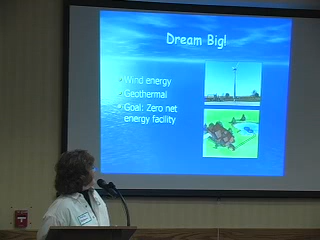 Dream Big!
• Wind energy
• Geothermal
• Goal: Zero net
energy facility